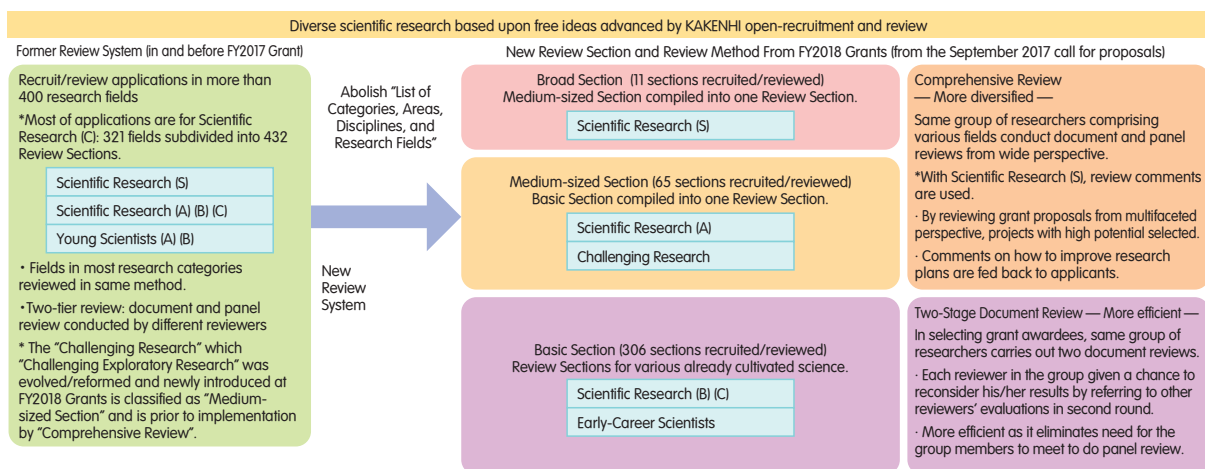 Diverse scientific research based upon free ideas advanced by KAKENHI open-recruitment and review
Former Review System (in and before FY2017 Grant)
Recruit/review applications in more than
400 research fields
*Most of applications are for Scientific
Research (C): 321 fields subdivided into 432
Review Sections.
Scientific Research (S)
Scientific Research (A) (B) (C)
Young Scientists (A) (B)
・Fields in most research categories
reviewed in same method.
・Two-tier review: document and panel
review conducted by different reviewers
* The "Challenging Research" which
"Challenging Exploratory Research" was
evolved/reformed and newly introduced at
FY2018 Grants is classified as "Medium-
sized Section" and is prior to implementation
by "Comprehensive Review".
Abolish "List of
Categories, Areas,
Disciplines, and
Research Fields"
New
Review
System
New Review Section and Review Method From FY2018 Grants (from the September 2017 call for proposals)
Broad Section (11 sections recruited/reviewed)
Medium-sized Section compiled into one Review Section.
Scientific Research (S)
Medium-sized Section (65 sections recruited/reviewed)
Basic Section compiled into one Review Section.
Scientific Research (A)
Challenging Research
Comprehensive Review
— More diversified —
Same group of researchers comprising
various fields conduct document and panel
reviews from wide perspective.
*With Scientific Research (S), review comments
are used.
· By reviewing grant proposals from multifaceted
perspective, projects with high potential selected.
· Comments on how to improve research
plans are fed back to applicants.
Basic Section (306 sections recruited/reviewed)
Review Sections for various already cultivated science.
Scientific Research (B) (C)
Early-Career Scientists
Two-Stage Document Review — More efficient —
In selecting grant awardees, same group of
researchers carries out two document reviews.
· Each reviewer in the group given a chance to
reconsider his/her results by referring to other
reviewers' evaluations in second round.
· More efficient as it eliminates need for the
group members to meet to do panel review.